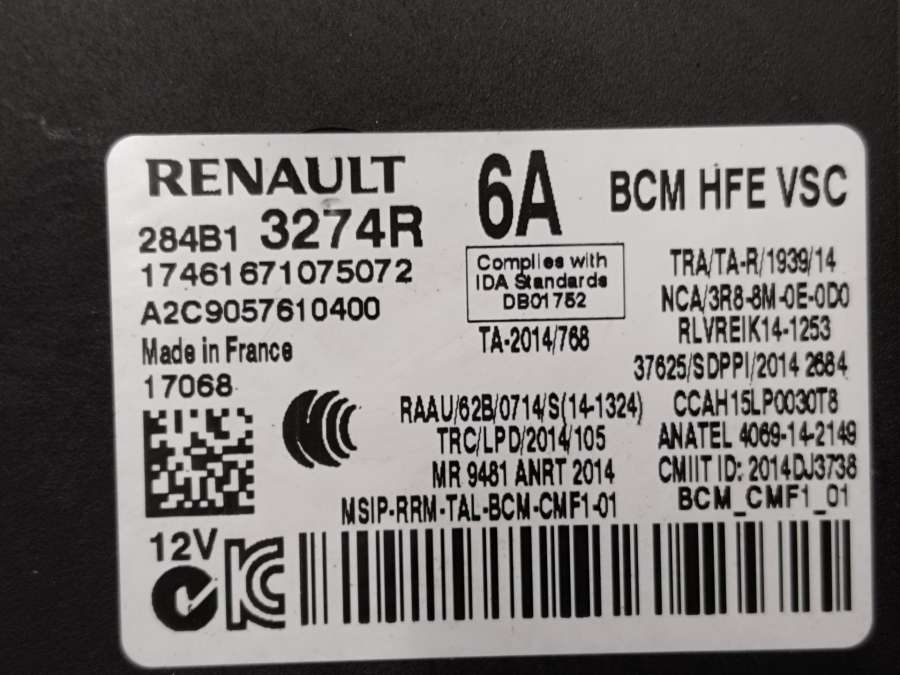 RENAULT
6A
BCM HFE VSC
284B1 3274R
17461671075072
A2C9057610400
Made in France
17068
Complies with
IDA Standards
DB01752
TA-2014/768
TRA/TA-R/1939/14
NCA/3R8-8M-0E-0D0
RLVREIK14-1253
37625/SDPPI/2014 2684
RAAU/62B/0714/S(14-1324)
CCAH15LP0030T8
TRC/LPD/2014/105
ANATEL 4069-14-2149
MR 9481 ANRT 2014
CMIIT ID: 2014DJ3738
MSIP-RRM-TAL-BCM-CMF1-01
BCM_CMF1_01
12V